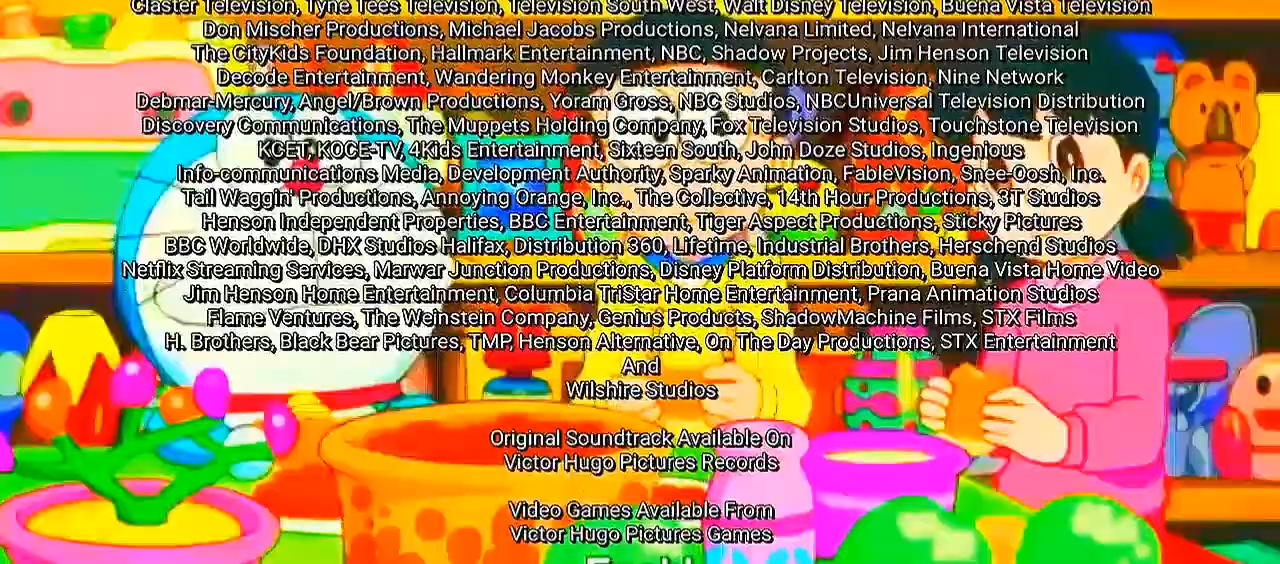 Claster Television, Tyne Tees Television, Television South West, Walt Disney Television, Buena Vista Television
Don Mischer Productions, Michael Jacobs Productions, Nelvana Limited, Nelvana International
The CityKids Foundation, Hallmark Entertainment, NBC, Shadow Projects, Jim Henson Television
Decode Entertainment, Wandering Monkey Entertainment, Carlton Television, Nine Network
Debmar-Mercury, Angel/Brown Productions, Yoram Gross, NBC Studios, NBCUniversal Television Distribution
Discovery Communications, The Muppets Holding Company, Fox Television Studios, Touchstone Television
KCET, KOCE-TV, 4Kids Entertainment, Sixteen South, John Doze Studios, Ingenious
Info-communications Media, Development Authority, Sparky Animation, FableVision, Snee-Oosh, Inc.
Tail Waggin' Productions, Annoying Orange, Inc., The Collective, 14th Hour Productions, 3T Studios
Henson Independent Properties, BBC Entertainment, Tiger Aspect Productions, Sticky Pictures
BBC Worldwide, DHX Studios Halifax, Distribution 360, Lifetime, Industrial Brothers, Herschend Studios
Netflix Streaming Services, Marwar Junction Productions, Disney Platform Distribution, Buena Vista Home Video
Jim Henson Home Entertainment, Columbia TriStar Home Entertainment, Prana Animation Studios
Flame Ventures, The Weinstein Company, Genius Products, ShadowMachine Films, STX Films
H. Brothers, Black Bear Pictures, TMP, Henson Alternative, On The Day Productions, STX Entertainment
And
Wilshire Studios
Original Soundtrack Available On
Victor Hugo Pictures Records
Video Games Available From
Victor Hugo Pictures Games